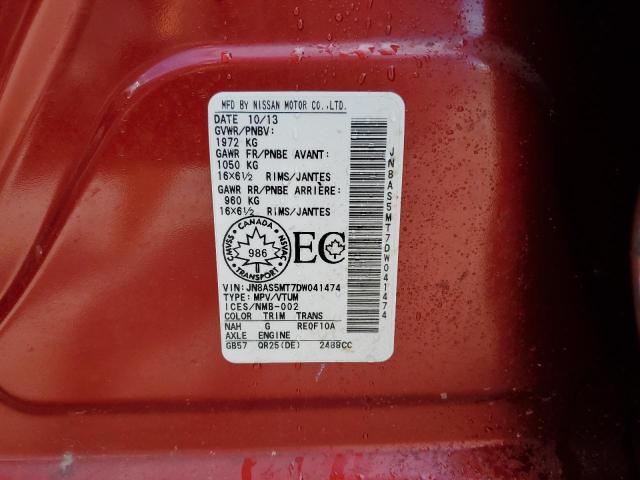 MFD BY NISSAN MOTOR CO.,LTD.
DATE 10/13
GVWR/PNBV:
1972 KG
GAWR FR/PNBE AVANT:
1050 KG
16×6½ RIMS/JANTES
GAWR RR/PNBE ARRIÈRE:
960 KG
16×6½ RIMS/JANTES
CANADA
CMVSS NSVAC
986
TRANSPORT
EC
VIN: JN8AS5MT7DW041474
TYPE: MPV/VTUM
ICES/NMB-002
COLOR TRIM TRANS
NAH G RE0F10A
AXLE ENGINE
GB57 QR25(DE) 2488CC
JN8AS5MT7DW041474